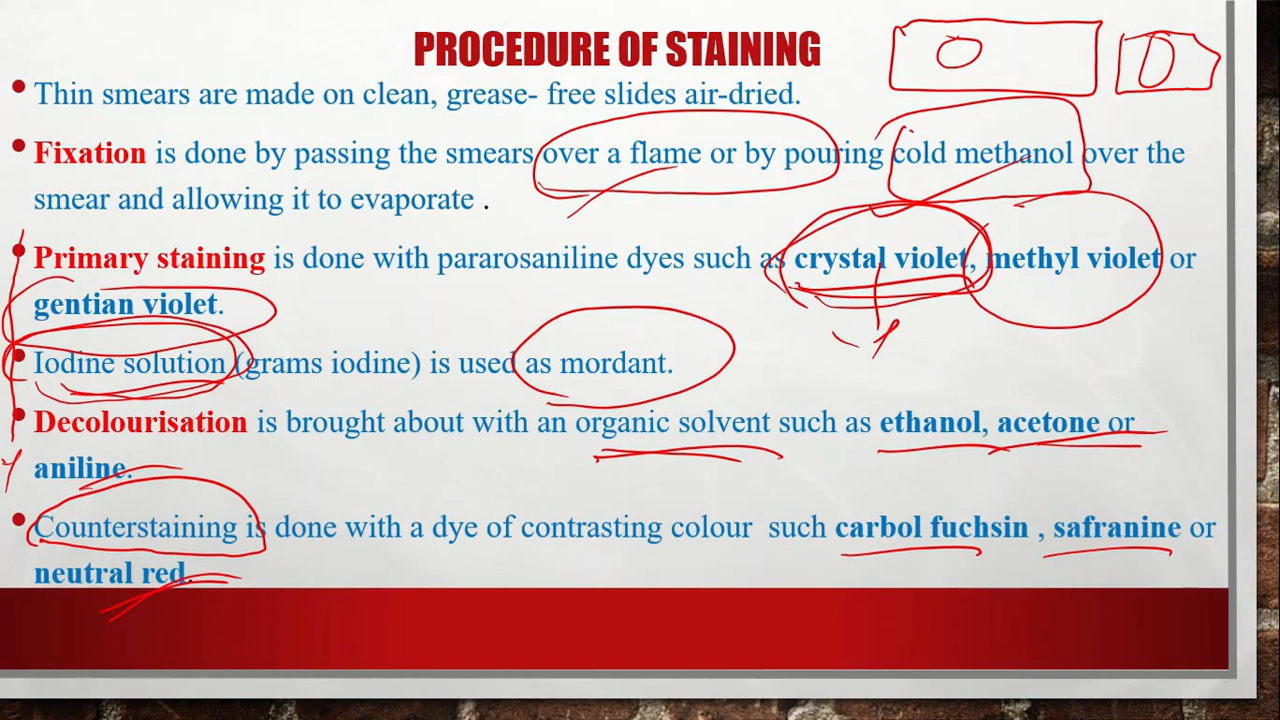 PROCEDURE OF STAINING
• Thin smears are made on clean, grease- free slides air-dried.
• Fixation is done by passing the smears over a flame or by pouring cold methanol over the
smear and allowing it to evaporate .
• Primary staining is done with pararosaniline dyes such as crystal violet, methyl violet or
gentian violet.
• Iodine solution (grams iodine) is used as mordant.
• Decolourisation is brought about with an organic solvent such as ethanol, acetone or
aniline.
• Counterstaining is done with a dye of contrasting colour such carbol fuchsin , safranine or
neutral red.